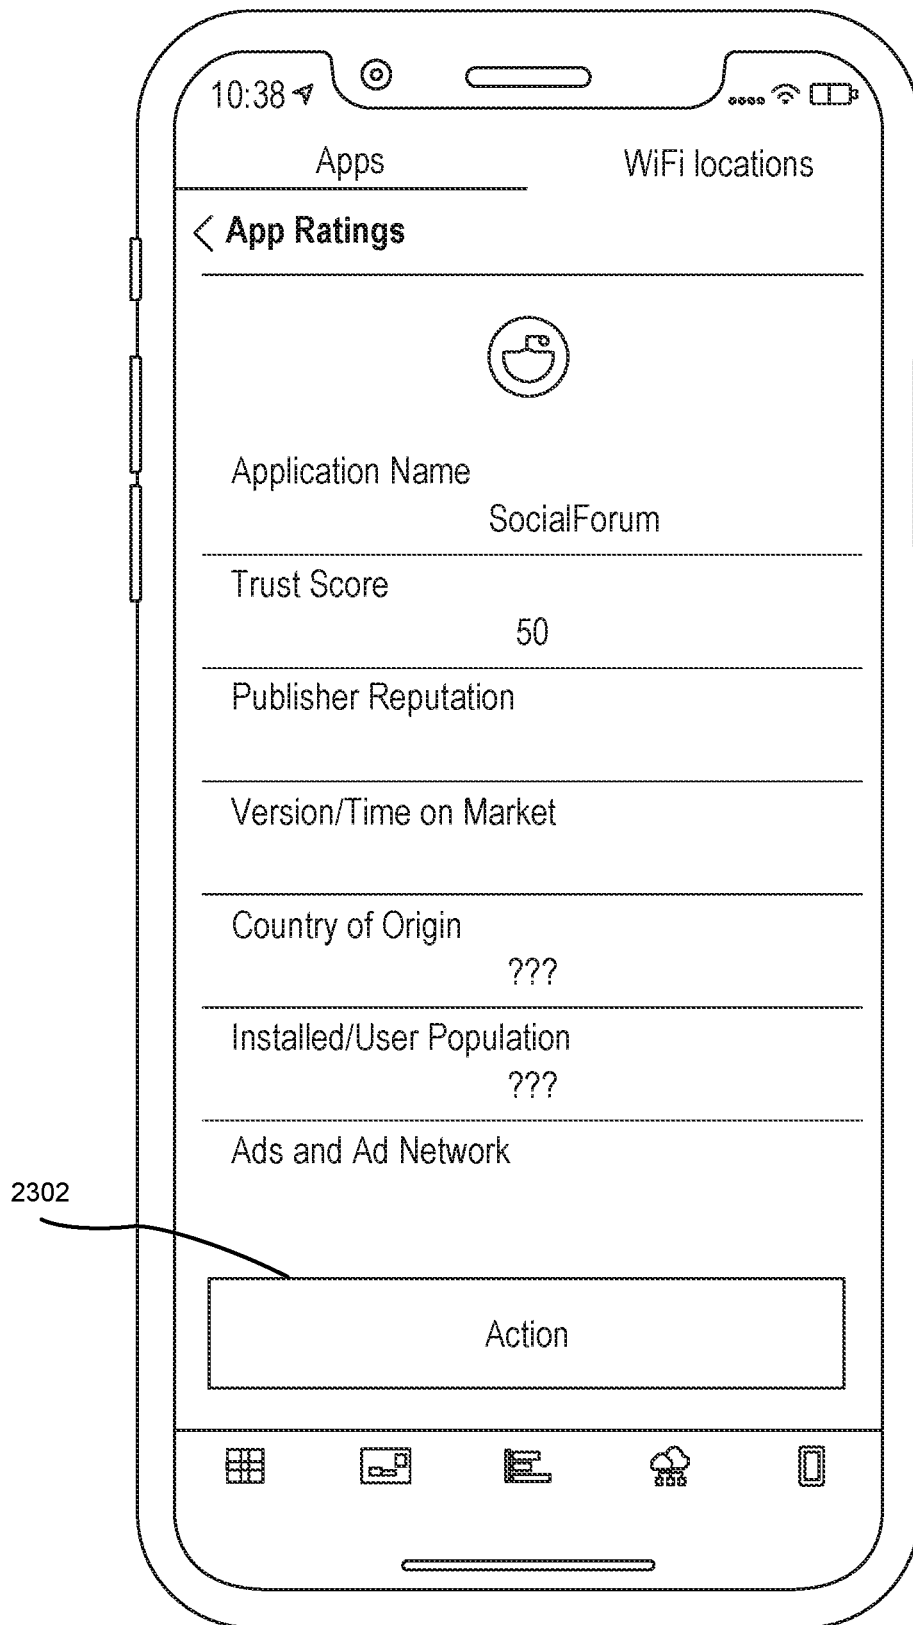 10:38
Apps
WiFi locations
< App Ratings
Application Name
SocialForum
Trust Score
50
Publisher Reputation
Version/Time on Market
Country of Origin
???
Installed/User Population
???
Ads and Ad Network
2302
Action